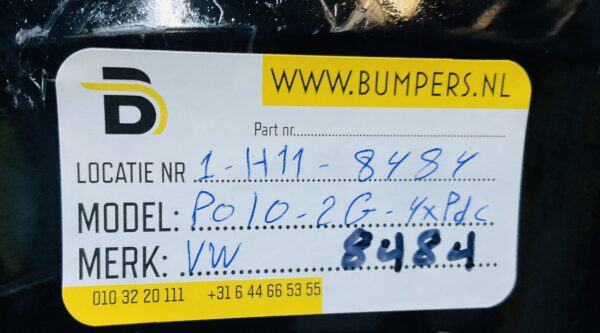 WWW.BUMPERS.NL
Part nr.
LOCATIE NR 1-H11-8484
MODEL: Polo-2G-4xPdc
MERK: VW 8484
010 32 20 111 +31 6 44 66 53 55